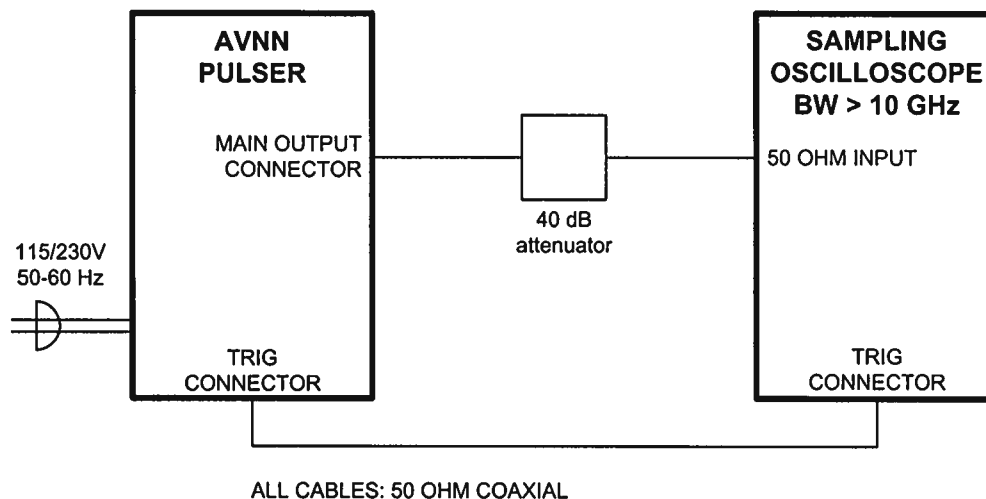 AVNN
PULSER
SAMPLING
OSCILLOSCOPE
BW > 10 GHz
MAIN OUTPUT
CONNECTOR
50 OHM INPUT
40 dB
attenuator
115/230V
50-60 Hz
TRIG
CONNECTOR
TRIG
CONNECTOR
ALL CABLES: 50 OHM COAXIAL